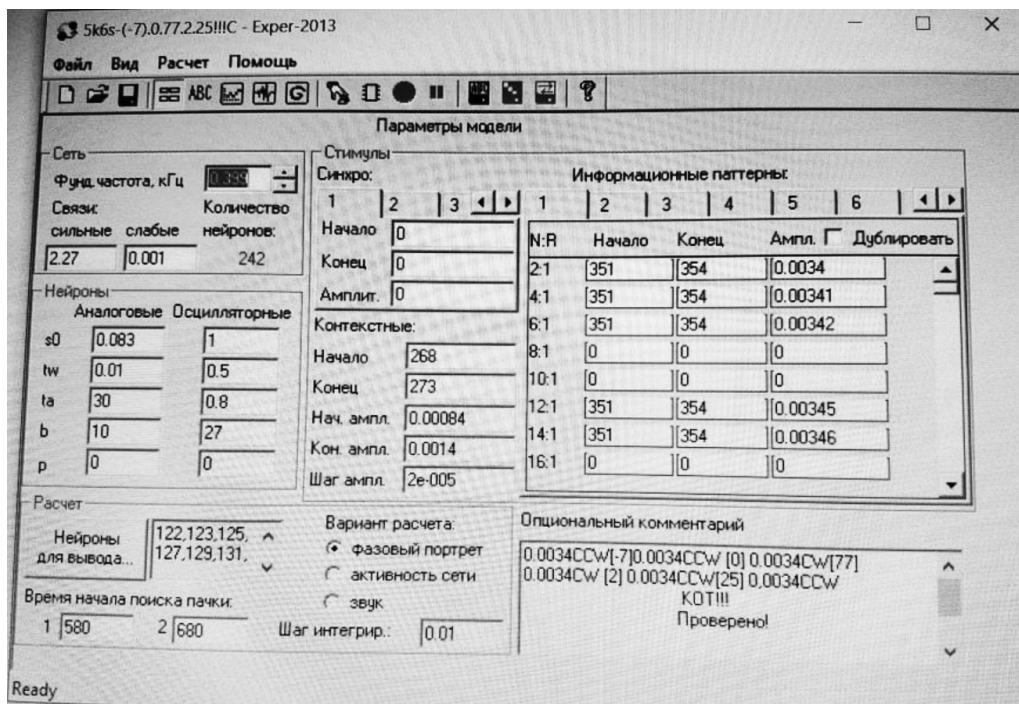 5k6s-(-7).0.77.2.25!!!C - Exper-2013
Файл Вид Расчет Помощь
ABC
Параметры модели
Сеть
Фунд.частота, кГц 0.399
Связи: Количество
сильные слабые нейронов:
2.27 0.001 242
Нейроны
Аналоговые Осцилляторные
s0 0.083 1
tw 0.01 0.5
ta 30 0.8
b 10 27
p 0 0
Стимулы
Синхро:
1 2 3
Начало 0
Конец 0
Амплит. 0
Контекстные:
Начало 268
Конец 273
Нач. ампл. 0.00084
Кон. ампл. 0.0014
Шаг ампл. 2e-005
Информационные паттерны:
1 2 3 4 5 6
N:R Начало Конец Ампл. Дублировать
2:1 351 354 0.0034
4:1 351 354 0.00341
6:1 351 354 0.00342
8:1 0 0 0
10:1 0 0 0
12:1 351 354 0.00345
14:1 351 354 0.00346
16:1 0 0 0
Расчет
Нейроны
для вывода...
122,123,125,
127,129,131,
Время начала поиска пачки:
1 580 2 680
Вариант расчета:
фазовый портрет
активность сети
звук
Шаг интегрир.: 0.01
Опциональный комментарий
0.0034CCW[-7]0.0034CCW [0] 0.0034CW[77]
0.0034CW [2] 0.0034CCW[25] 0,0034CCW
КОТ!!!
Проверено!
Ready